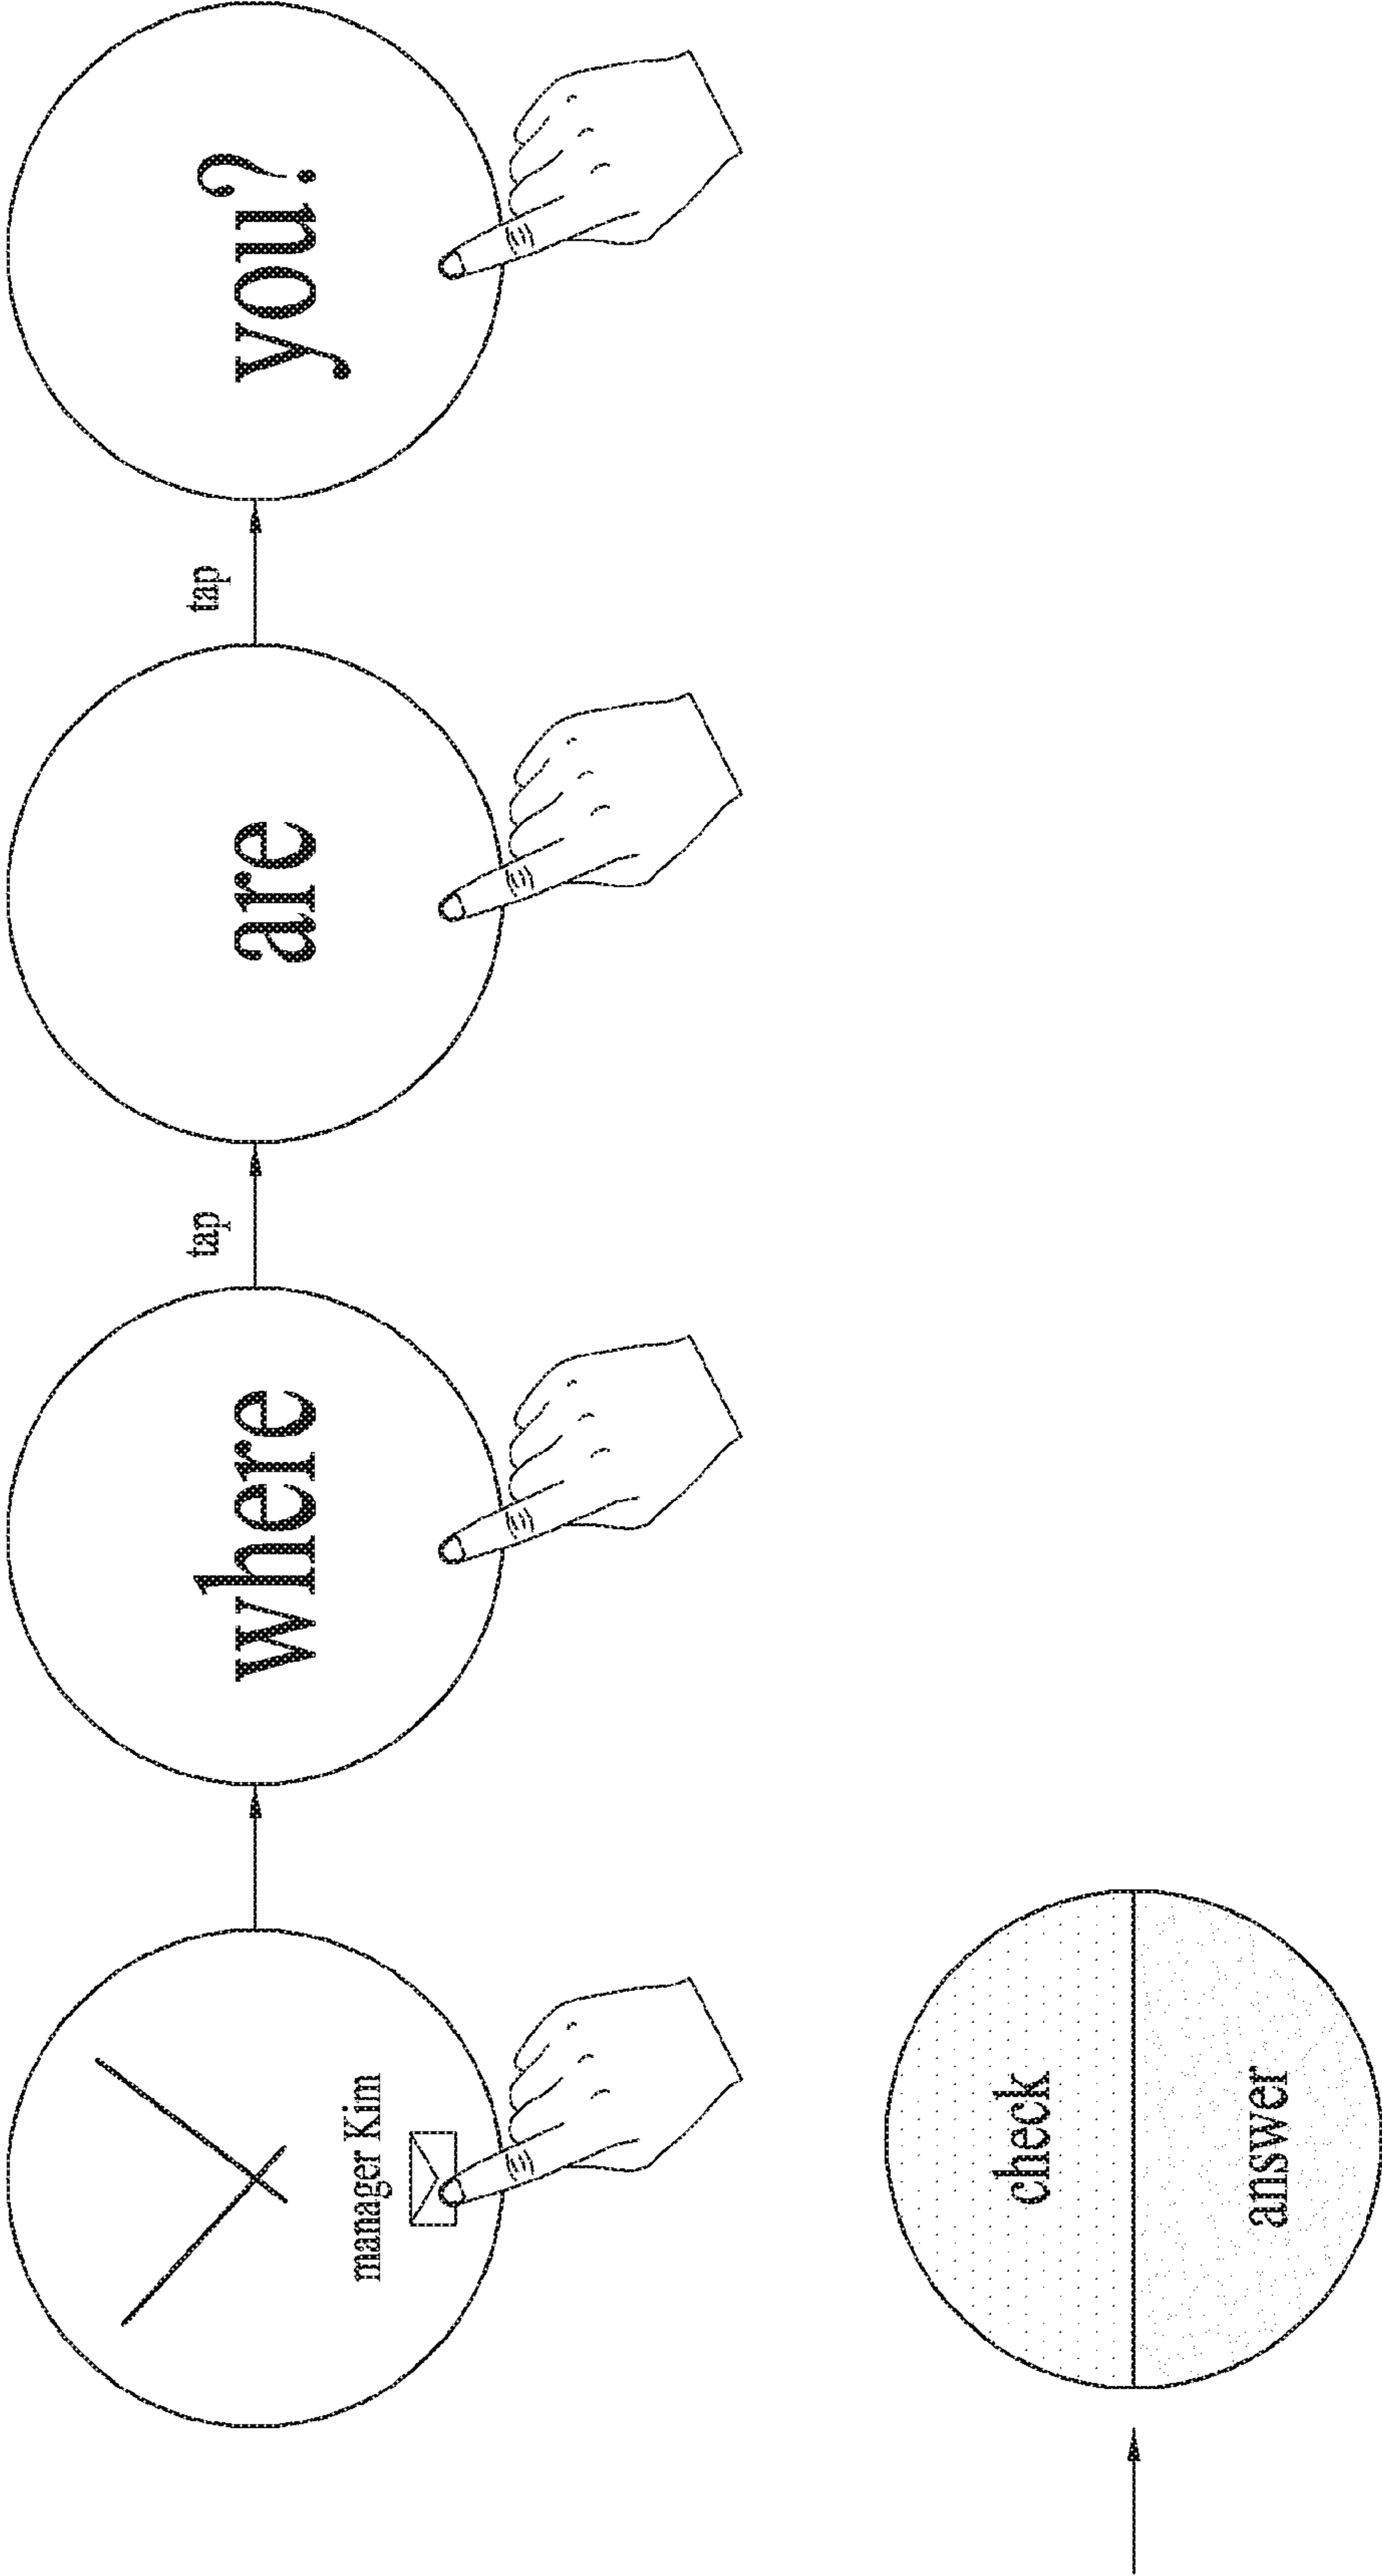 manager Kim
where
tap
are
tap
you?
check
answer